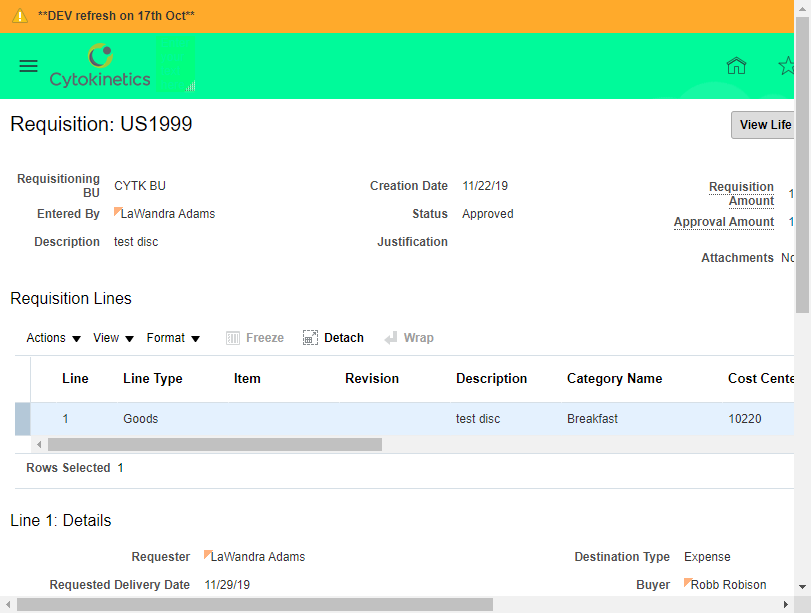 **DEV refresh on 17th Oct**
Cytokinetics
Requisition: US1999
View Life
Requisitioning BU CYTK BU
Creation Date 11/22/19
Requisition Amount 1
Entered By LaWandra Adams
Status Approved
Approval Amount 1
Description test disc
Justification
Attachments No
Requisition Lines
Actions View Format Freeze Detach Wrap
Line Line Type Item Revision Description Category Name Cost Cente
1 Goods test disc Breakfast 10220
Rows Selected 1
Line 1: Details
Requester LaWandra Adams
Destination Type Expense
Requested Delivery Date 11/29/19
Buyer Robb Robison